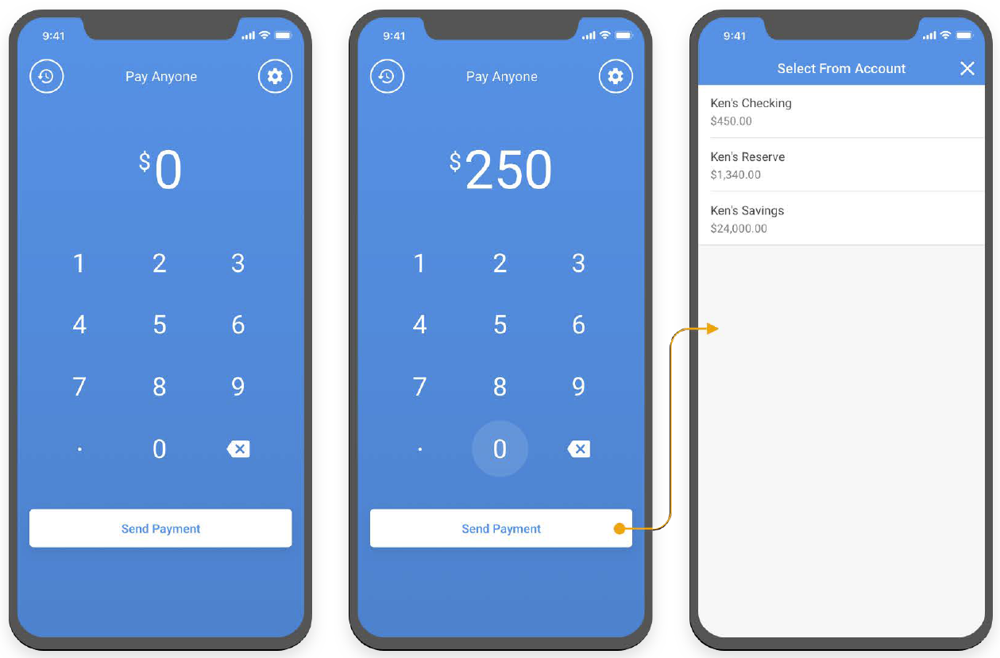 9:41
Pay Anyone
$0
1 2 3
4 5 6
7 8 9
. 0
Send Payment
9:41
Pay Anyone
$250
1 2 3
4 5 6
7 8 9
. 0
Send Payment
9:41
Select From Account
Ken's Checking
$450.00
Ken's Reserve
$1,340.00
Ken's Savings
$24,000.00